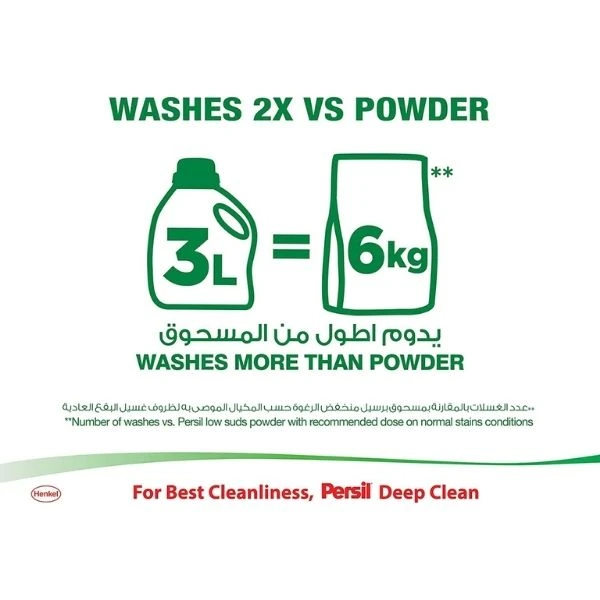 WASHES 2X VS POWDER
3L = 6kg**
يدوم اطول من المسحوق
WASHES MORE THAN POWDER
**عدد الغسلات بالمقارنة بمسحوق برسيل منخفض الرغوة حسب المكيال الموصى به لظروف غسيل البقع العادية
**Number of washes vs. Persil low suds powder with recommended dose on normal stains conditions
Henkel
For Best Cleanliness, Persil Deep Clean